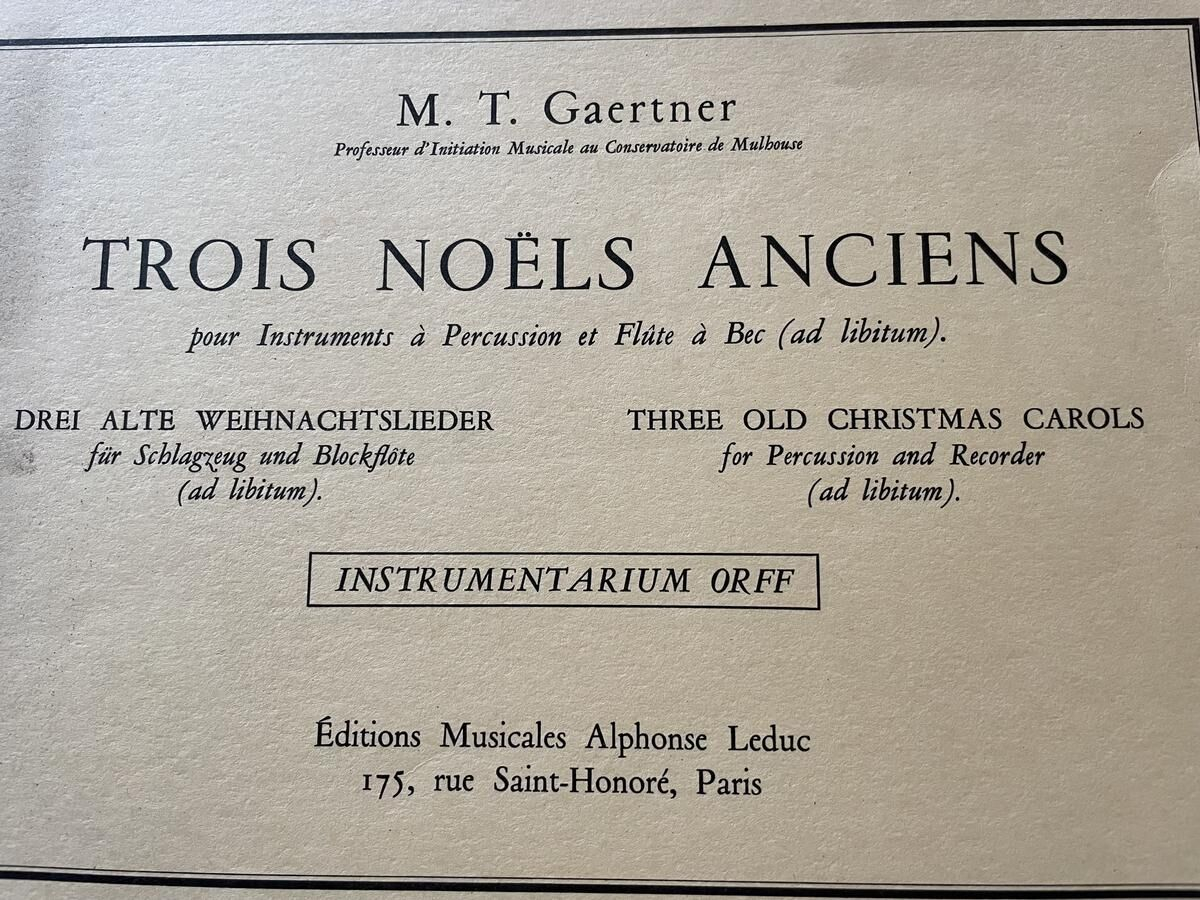 M. T. Gaertner
Professeur d'Initiation Musicale au Conservatoire de Mulhouse
TROIS NOËLS ANCIENS
pour Instruments à Percussion et Flûte à Bec (ad libitum).
DREI ALTE WEIHNACHTSLIEDER
für Schlagzeug und Blockflôte
(ad libitum).
THREE OLD CHRISTMAS CAROLS
for Percussion and Recorder
(ad libitum).
INSTRUMENTARIUM ORFF
Éditions Musicales Alphonse Leduc
175, rue Saint-Honoré, Paris